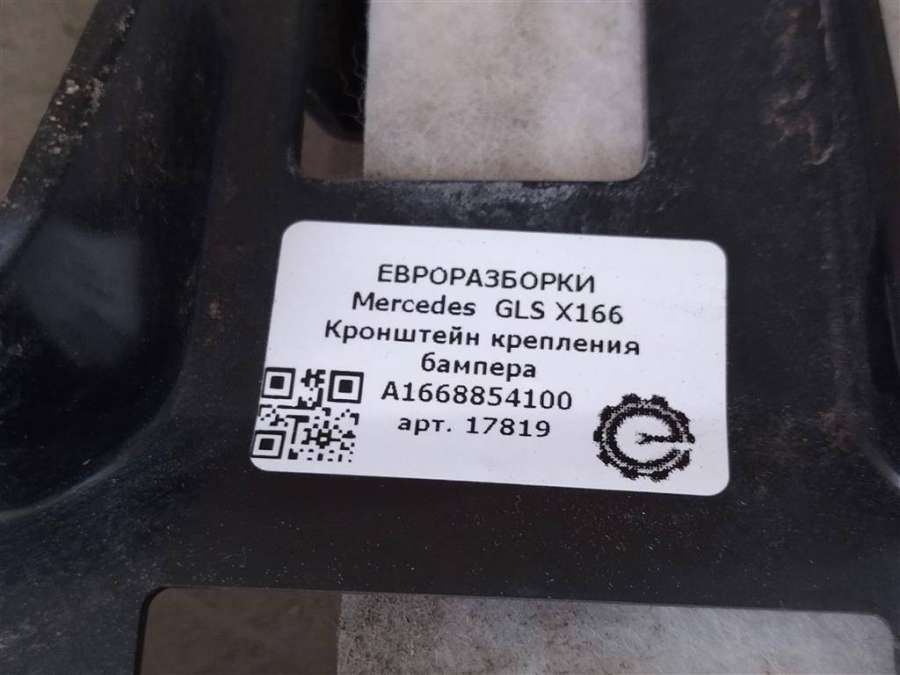 ЕВРОРАЗБОРКИ
Mercedes GLS X166
Кронштейн крепления
бампера
A1668854100
арт. 17819